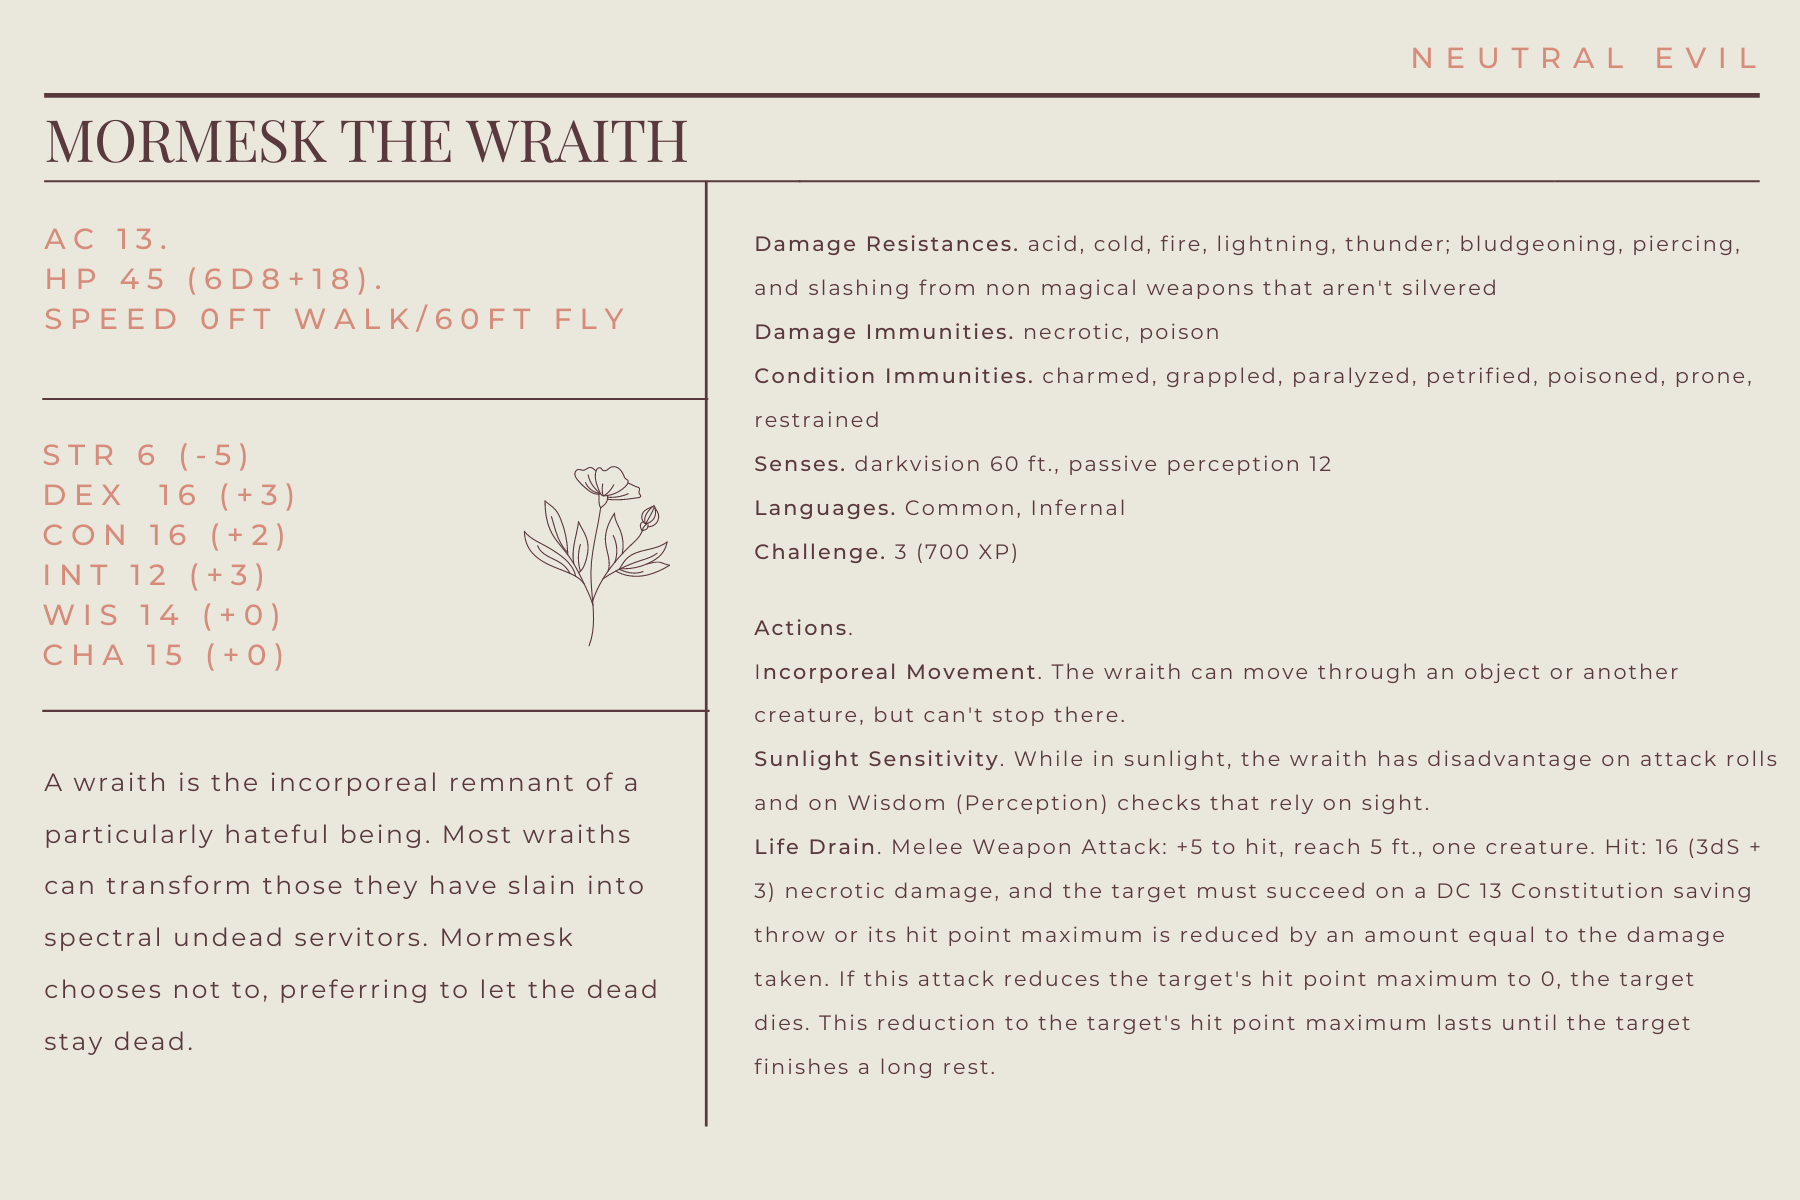 NEUTRAL EVIL
MORMESK THE WRAITH
AC 13.
HP 45 (6D8+18).
SPEED 0FT WALK/60FT FLY
STR 6 (-5)
DEX 16 (+3)
CON 16 (+2)
INT 12 (+3)
WIS 14 (+0)
CHA 15 (+0)
A wraith is the incorporeal remnant of a
particularly hateful being. Most wraiths
can transform those they have slain into
spectral undead servitors. Mormesk
chooses not to, preferring to let the dead
stay dead.
Damage Resistances. acid, cold, fire, lightning, thunder; bludgeoning, piercing,
and slashing from non magical weapons that aren't silvered
Damage Immunities. necrotic, poison
Condition Immunities. charmed, grappled, paralyzed, petrified, poisoned, prone,
restrained
Senses. darkvision 60 ft., passive perception 12
Languages. Common, Infernal
Challenge. 3 (700 XP)
Actions.
Incorporeal Movement. The wraith can move through an object or another
creature, but can't stop there.
Sunlight Sensitivity. While in sunlight, the wraith has disadvantage on attack rolls
and on Wisdom (Perception) checks that rely on sight.
Life Drain. Melee Weapon Attack: +5 to hit, reach 5 ft., one creature. Hit: 16 (3dS +
3) necrotic damage, and the target must succeed on a DC 13 Constitution saving
throw or its hit point maximum is reduced by an amount equal to the damage
taken. If this attack reduces the target's hit point maximum to 0, the target
dies. This reduction to the target's hit point maximum lasts until the target
finishes a long rest.